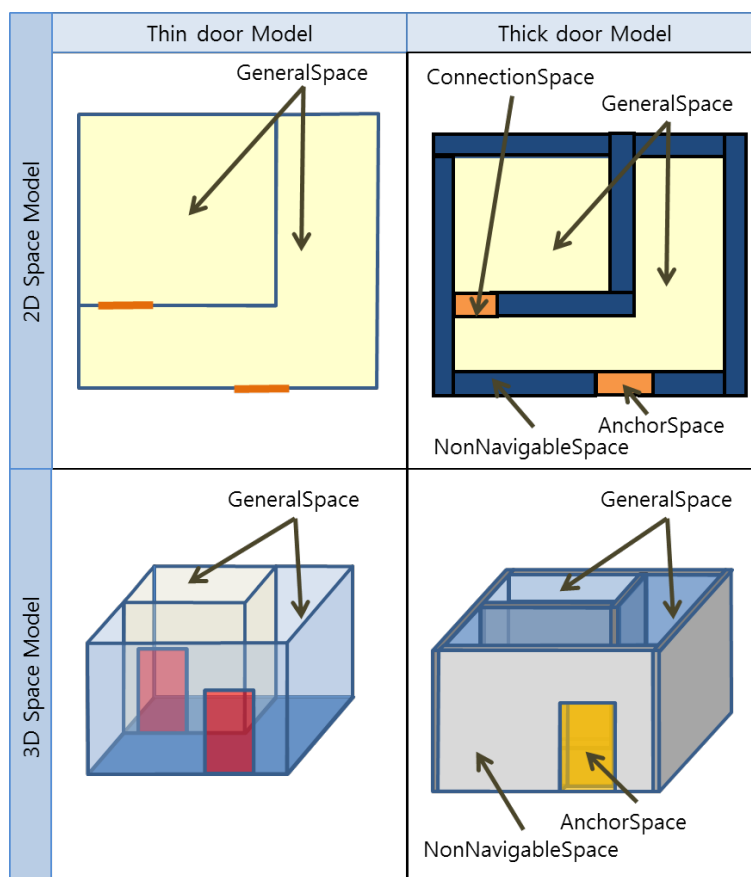 Thin door Model
Thick door Model
2D Space Model
GeneralSpace
ConnectionSpace
GeneralSpace
AnchorSpace
NonNavigableSpace
3D Space Model
GeneralSpace
GeneralSpace
AnchorSpace
NonNavigableSpace